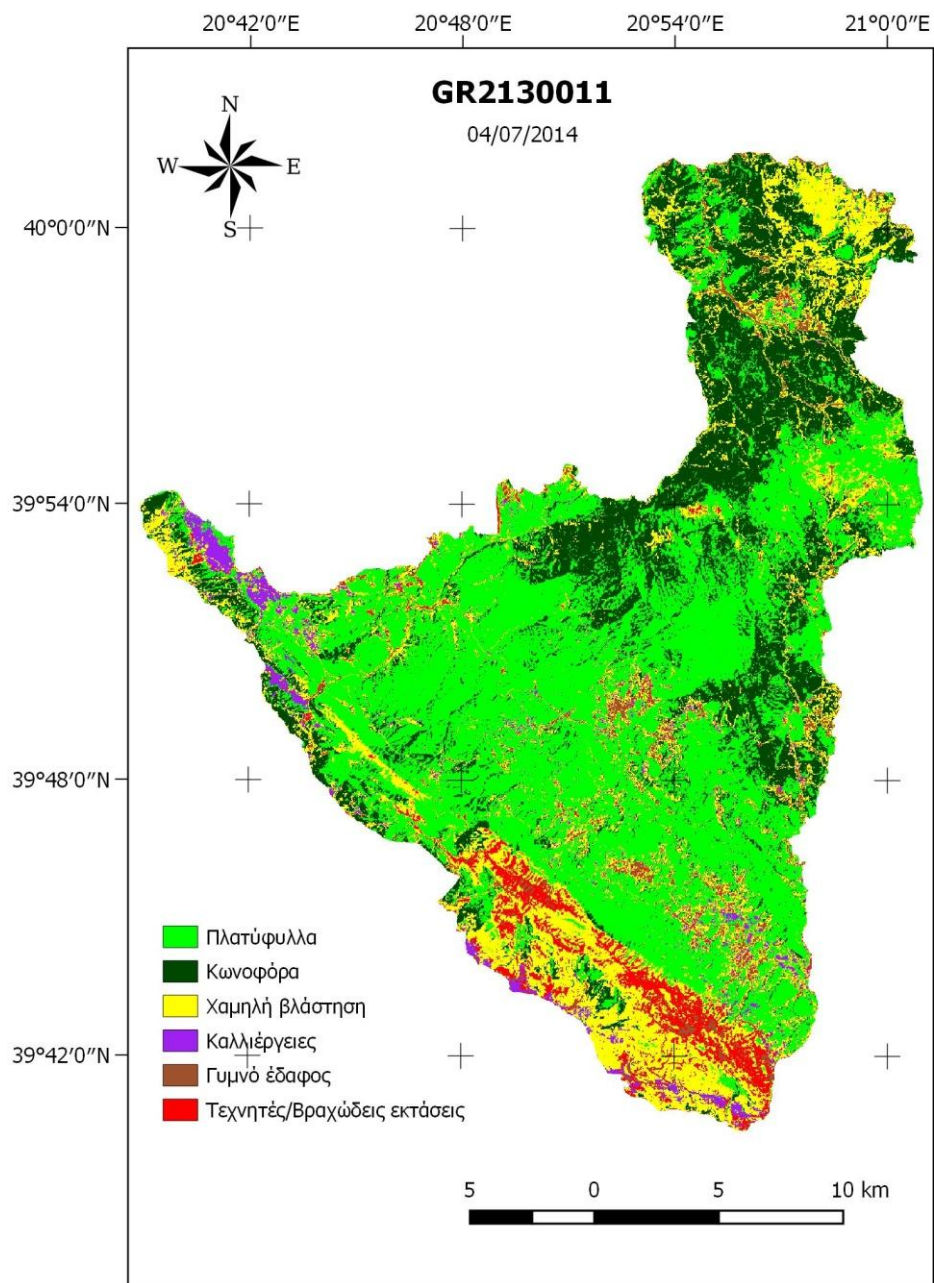 20°42′0″E 20°48′0″E 20°54′0″E 21°0′0″E
GR2130011
04/07/2014
N
W E
S
40°0′0″N
39°54′0″N
39°48′0″N
39°42′0″N
Πλατύφυλλα
Κωνοφόρα
Χαμηλή βλάστηση
Καλλιέργειες
Γυμνό έδαφος
Τεχνητές/Βραχώδεις εκτάσεις
5 0 5 10 km